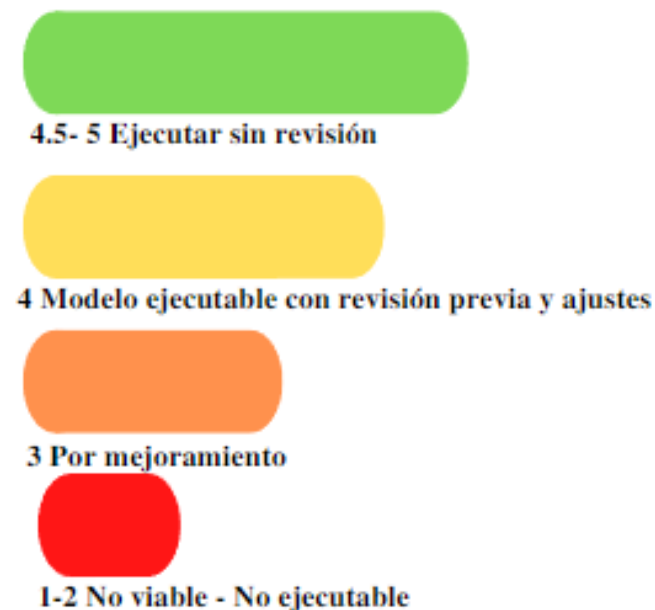 4.5- 5 Ejecutar sin revisión
4 Modelo ejecutable con revisión previa y ajustes
3 Por mejoramiento
1-2 No viable - No ejecutable